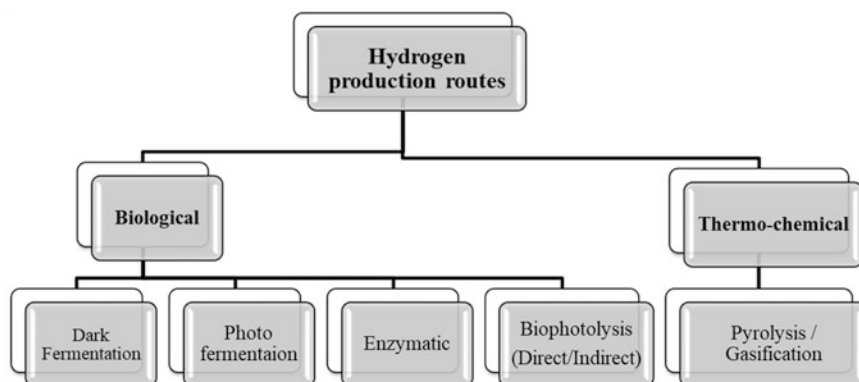 Hydrogen
production routes
Biological
Thermo-chemical
Dark
Fermentation
Photo
fermentaion
Enzymatic
Biophotolysis
(Direct/Indirect)
Pyrolysis /
Gasification